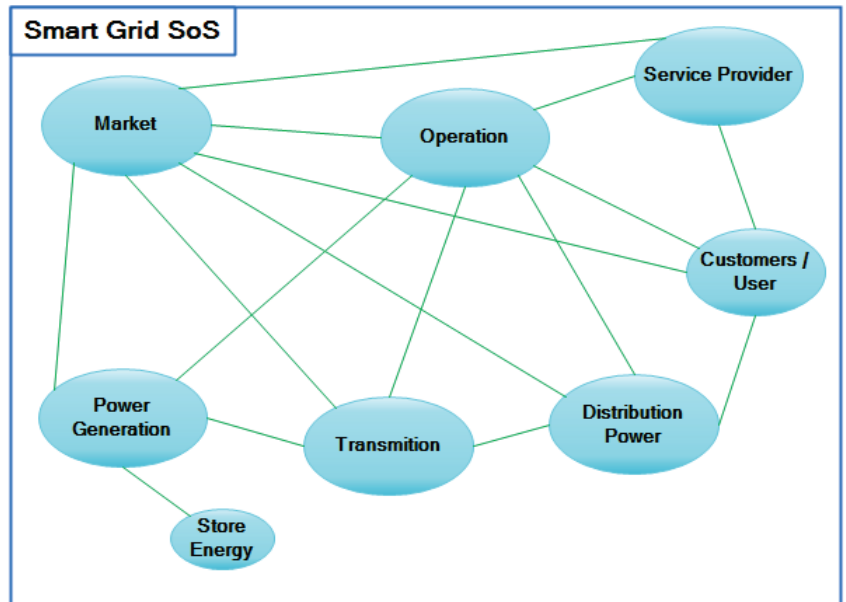 Smart Grid SoS
Service Provider
Market
Operation
Customers /
User
Power
Generation
Transmition
Distribution
Power
Store
Energy